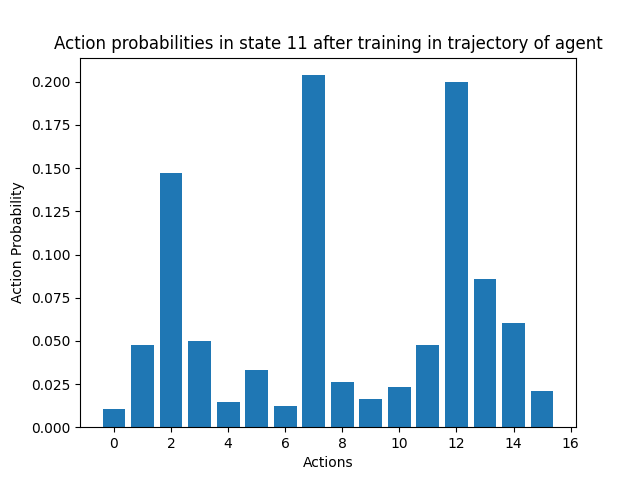 Action probabilities in state 11 after training in trajectory of agent
0.200
0.175
0.150
0.125
0.100
0.075
0.050
0.025
0.000
Action Probability
0 2 4 6 8 10 12 14 16
Actions